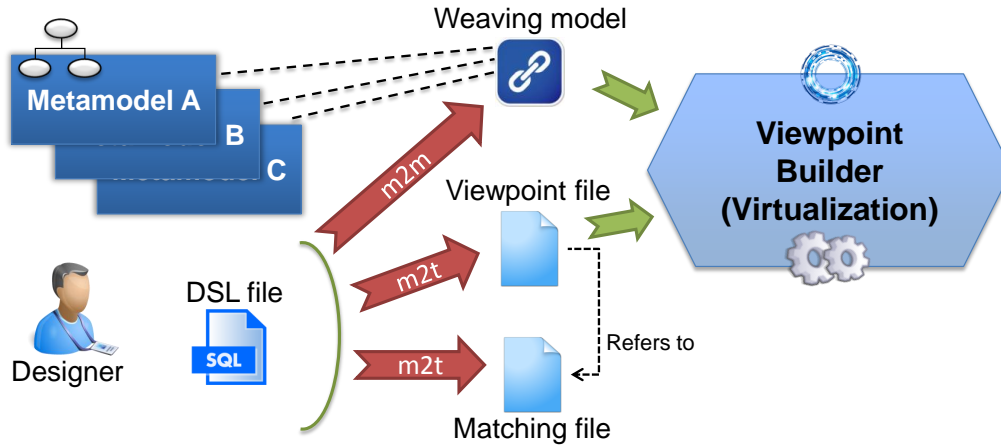 Weaving model
Metamodel A
B
C
m2m
Viewpoint
Builder
(Virtualization)
Viewpoint file
m2t
DSL file
SQL
Refers to
m2t
Designer
Matching file